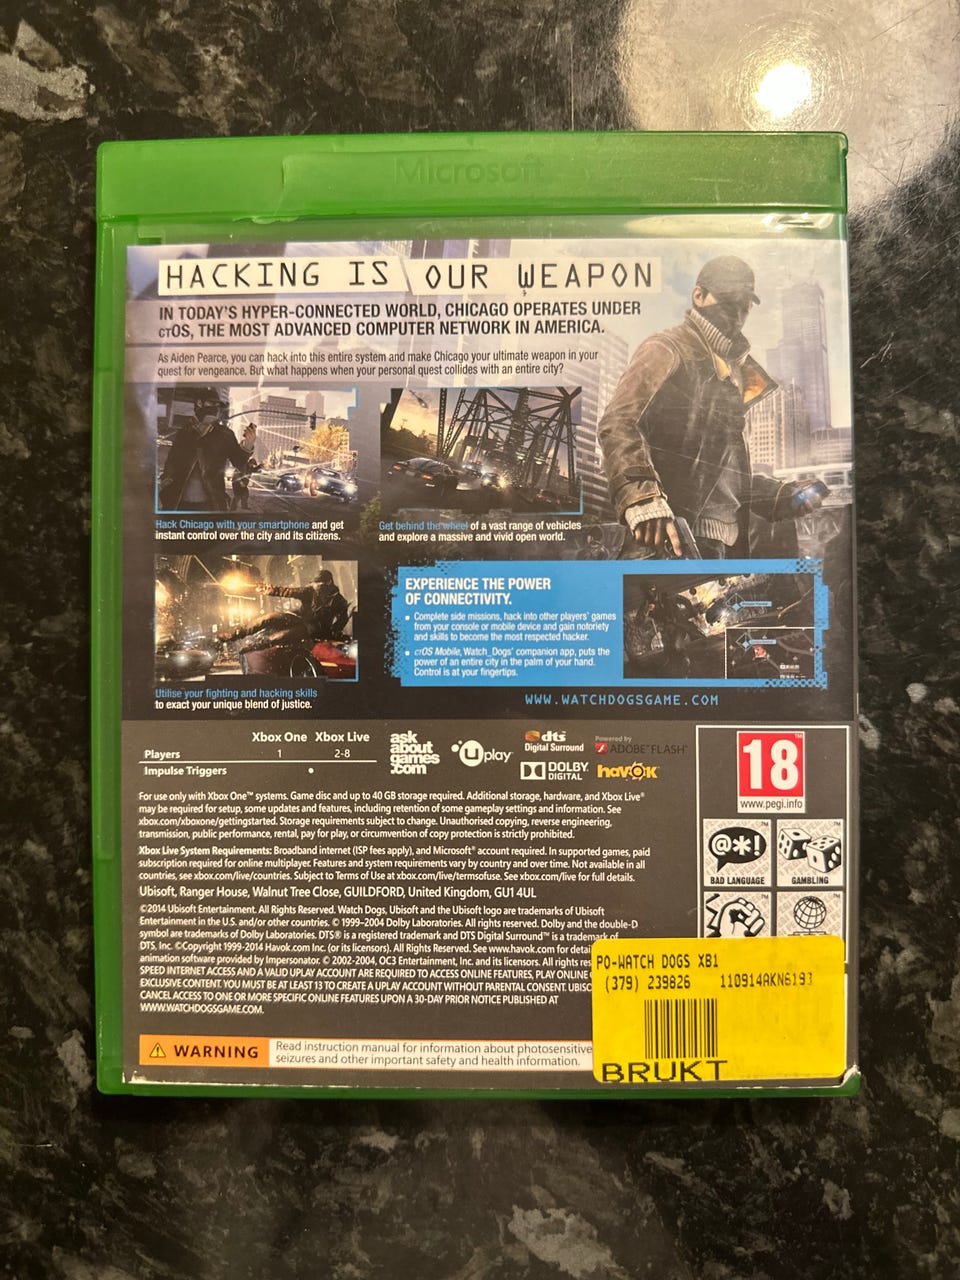 Microsoft
HACKING IS OUR WEAPON
IN TODAY'S HYPER-CONNECTED WORLD, CHICAGO OPERATES UNDER
CTOS, THE MOST ADVANCED COMPUTER NETWORK IN AMERICA.
As Aiden Pearce, you can hack into this entire system and make Chicago your ultimate weapon in your
quest for vengeance. But what happens when your personal quest collides with an entire city?
Hack Chicago with your smartphone and get
instant control over the city and its citizens.
Get behind the wheel of a vast range of vehicles
and explore a massive and vivid open world.
Utilise your fighting and hacking skills
to exact your unique blend of justice.
EXPERIENCE THE POWER
OF CONNECTIVITY.
• Complete side missions, hack into other players' games
from your console or mobile device and gain notoriety
and skills to become the most respected hacker.
• CTOS Mobile, Watch_Dogs' companion app, puts the
power of an entire city in the palm of your hand.
Control is at your fingertips.
WWW.WATCHDOGSGAME.COM
Xbox One Xbox Live
Players 1 2-8
Impulse Triggers •
ask
about
games
.com
uplay
dts
Digital Surround
DOLBY
DIGITAL
Powered by
ADOBE® FLASH®
havok
18
www.pegi.info
BAD LANGUAGE
GAMBLING
For use only with Xbox One™ systems. Game disc and up to 40 GB storage required. Additional storage, hardware, and Xbox Live®
may be required for setup, some updates and features, including retention of some gameplay settings and information. See
xbox.com/xboxone/gettingstarted. Storage requirements subject to change. Unauthorised copying, reverse engineering,
transmission, public performance, rental, pay for play, or circumvention of copy protection is strictly prohibited.
Xbox Live System Requirements: Broadband internet (ISP fees apply), and Microsoft® account required. In supported games, paid
subscription required for online multiplayer. Features and system requirements vary by country and over time. Not available in all
countries, see xbox.com/live/countries. Subject to Terms of Use at xbox.com/live/termsofuse. See xbox.com/live for full details.
Ubisoft, Ranger House, Walnut Tree Close, GUILDFORD, United Kingdom, GU1 4UL
©2014 Ubisoft Entertainment. All Rights Reserved. Watch Dogs, Ubisoft and the Ubisoft logo are trademarks of Ubisoft
Entertainment in the U.S. and/or other countries. © 1999–2004 Dolby Laboratories. All rights reserved. Dolby and the double-D
symbol are trademarks of Dolby Laboratories. DTS® is a registered trademark and DTS Digital Surround™ is a trademark of
DTS, Inc. ©Copyright 1999-2014 Havok.com Inc. (or its licensors). All Rights Reserved. See www.havok.com for detai
animation software provided by Impersonator. © 2002-2004, OC3 Entertainment, Inc. and its licensors. All rights res
SPEED INTERNET ACCESS AND A VALID UPLAY ACCOUNT ARE REQUIRED TO ACCESS ONLINE FEATURES, PLAY ONLINE
EXCLUSIVE CONTENT. YOU MUST BE AT LEAST 13 TO CREATE A UPLAY ACCOUNT WITHOUT PARENTAL CONSENT. UBISO
CANCEL ACCESS TO ONE OR MORE SPECIFIC ONLINE FEATURES UPON A 30-DAY PRIOR NOTICE PUBLISHED AT
WWW.WATCHDOGSGAME.COM.
WARNING Read instruction manual for information about photosensitive
seizures and other important safety and health information.
PO-WATCH DOGS XB1
(379) 239826 110914AKN6193
BRUKT